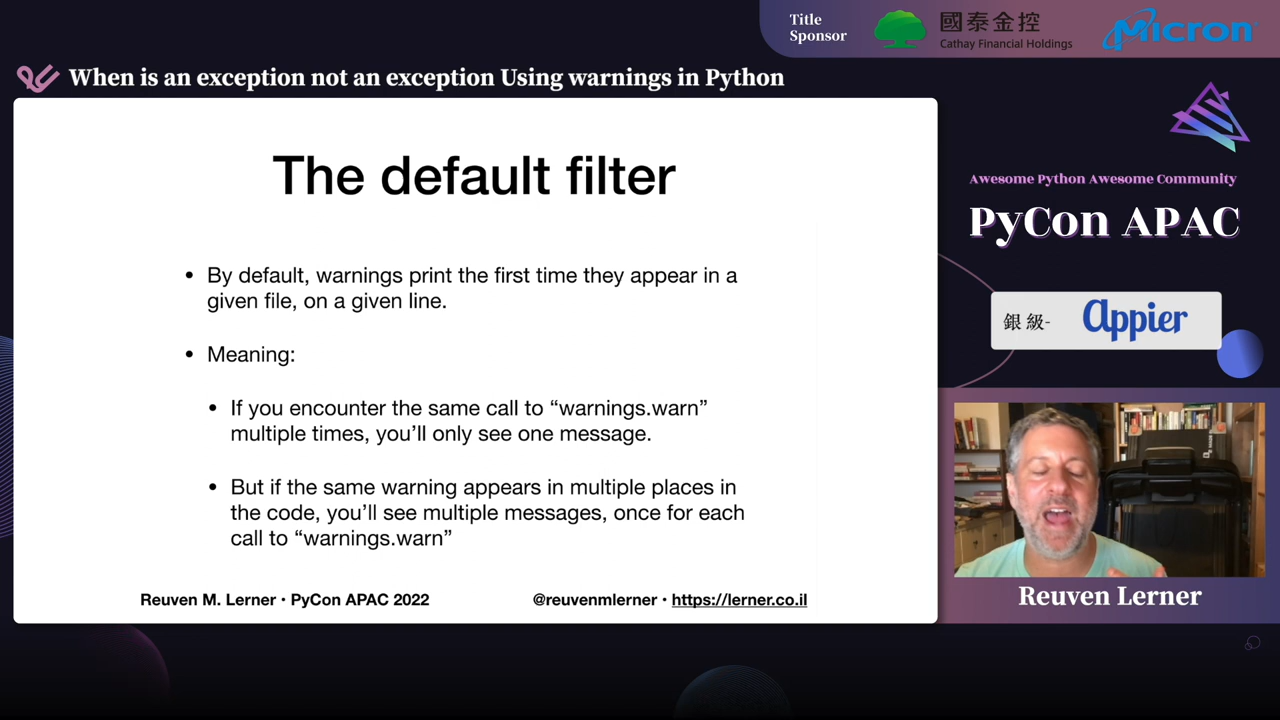 Title
Sponsor
國泰金控
Cathay Financial Holdings
Micron
When is an exception not an exception Using warnings in Python
The default filter
• By default, warnings print the first time they appear in a
given file, on a given line.
• Meaning:
• If you encounter the same call to “warnings.warn”
multiple times, you’ll only see one message.
• But if the same warning appears in multiple places in
the code, you’ll see multiple messages, once for each
call to “warnings.warn”
Reuven M. Lerner • PyCon APAC 2022
@reuvenmlerner • https://lerner.co.il
Awesome Python Awesome Community
PyCon APAC
銀級-
Appier
Reuven Lerner